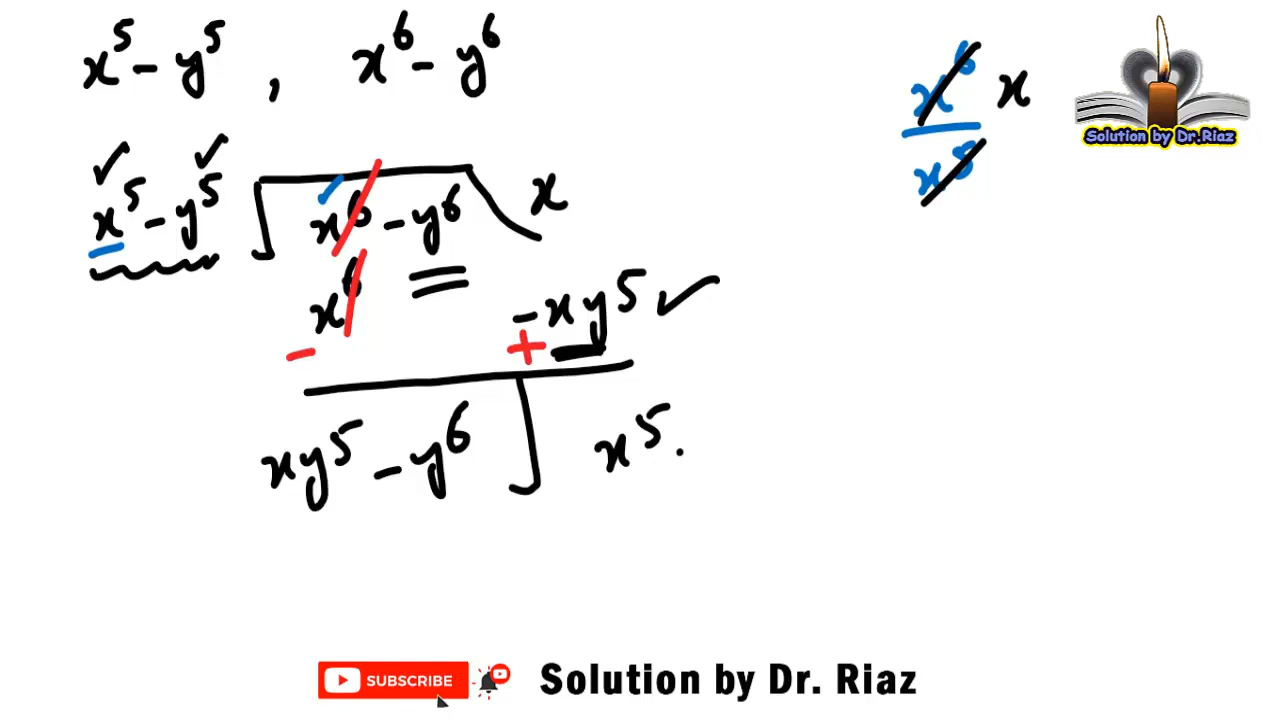 x⁵ - y⁵ , x⁶ - y⁶
x⁶ x
x⁵
Solution by Dr.Riaz
x⁵ - y⁵ x⁶ - y⁶ x
x⁶ - xy⁵ ✓
- +
xy⁵ - y⁶ x⁵.
SUBSCRIBE Solution by Dr. Riaz